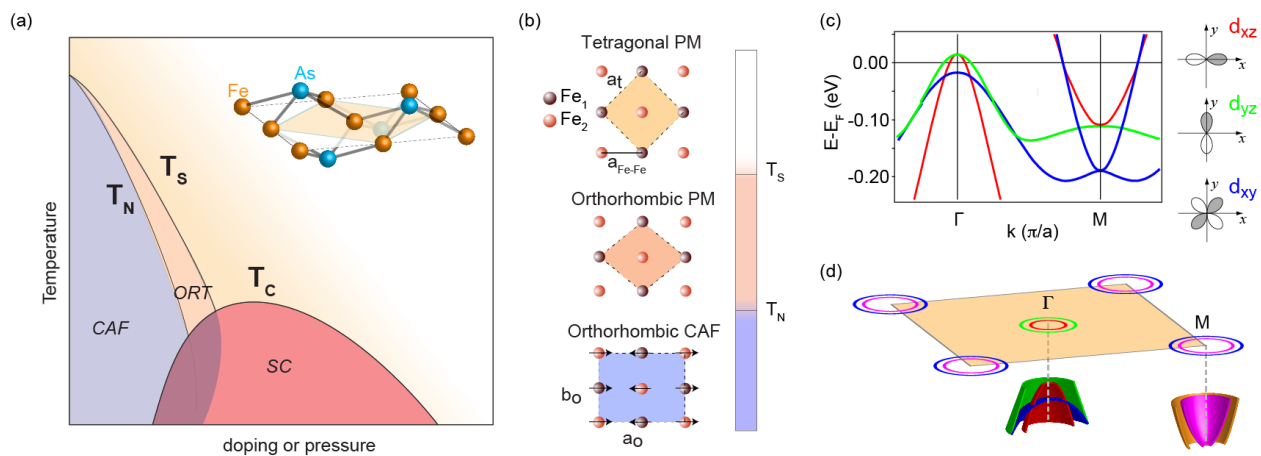 (a)
Temperature
Fe
As
T_S
T_N
T_C
ORT
CAF
SC
doping or pressure
(b)
Tetragonal PM
a_t
Fe_1
Fe_2
a_Fe-Fe
T_S
Orthorhombic PM
T_N
Orthorhombic CAF
b_o
a_o
(c)
E-E_F (eV)
0.00
-0.10
-0.20
Γ
M
k (π/a)
d_xz
y
x
d_yz
y
x
d_xy
y
x
(d)
Γ
M